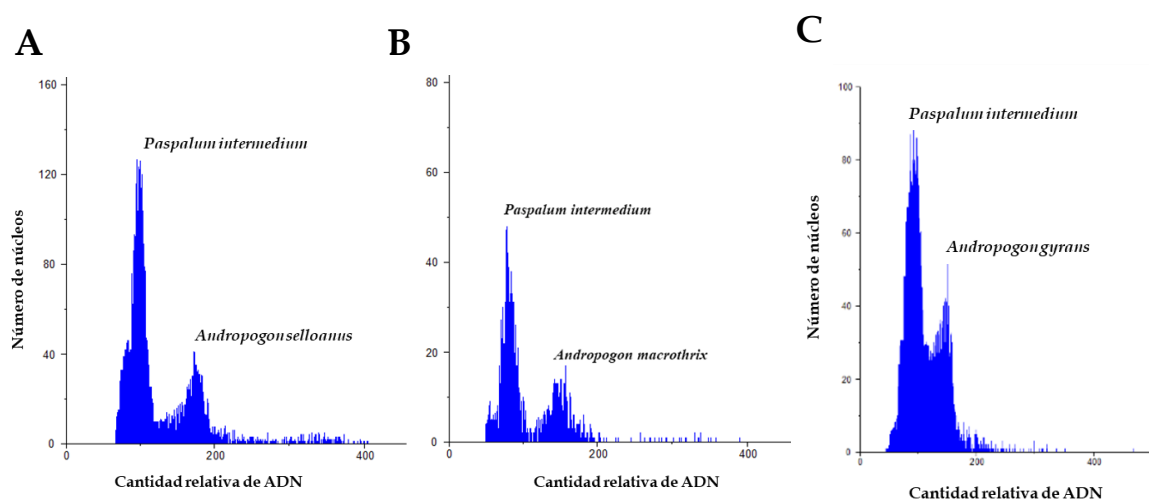 A
Número de núcleos
160
120
80
40
0
Paspalum intermedium
Andropogon selloanus
0
200
400
Cantidad relativa de ADN
B
80
60
40
20
0
Paspalum intermedium
Andropogon macrothrix
0
200
400
Cantidad relativa de ADN
C
Número de núcleos
100
80
60
40
20
0
Paspalum intermedium
Andropogon gyrans
0
200
400
Cantidad relativa de ADN